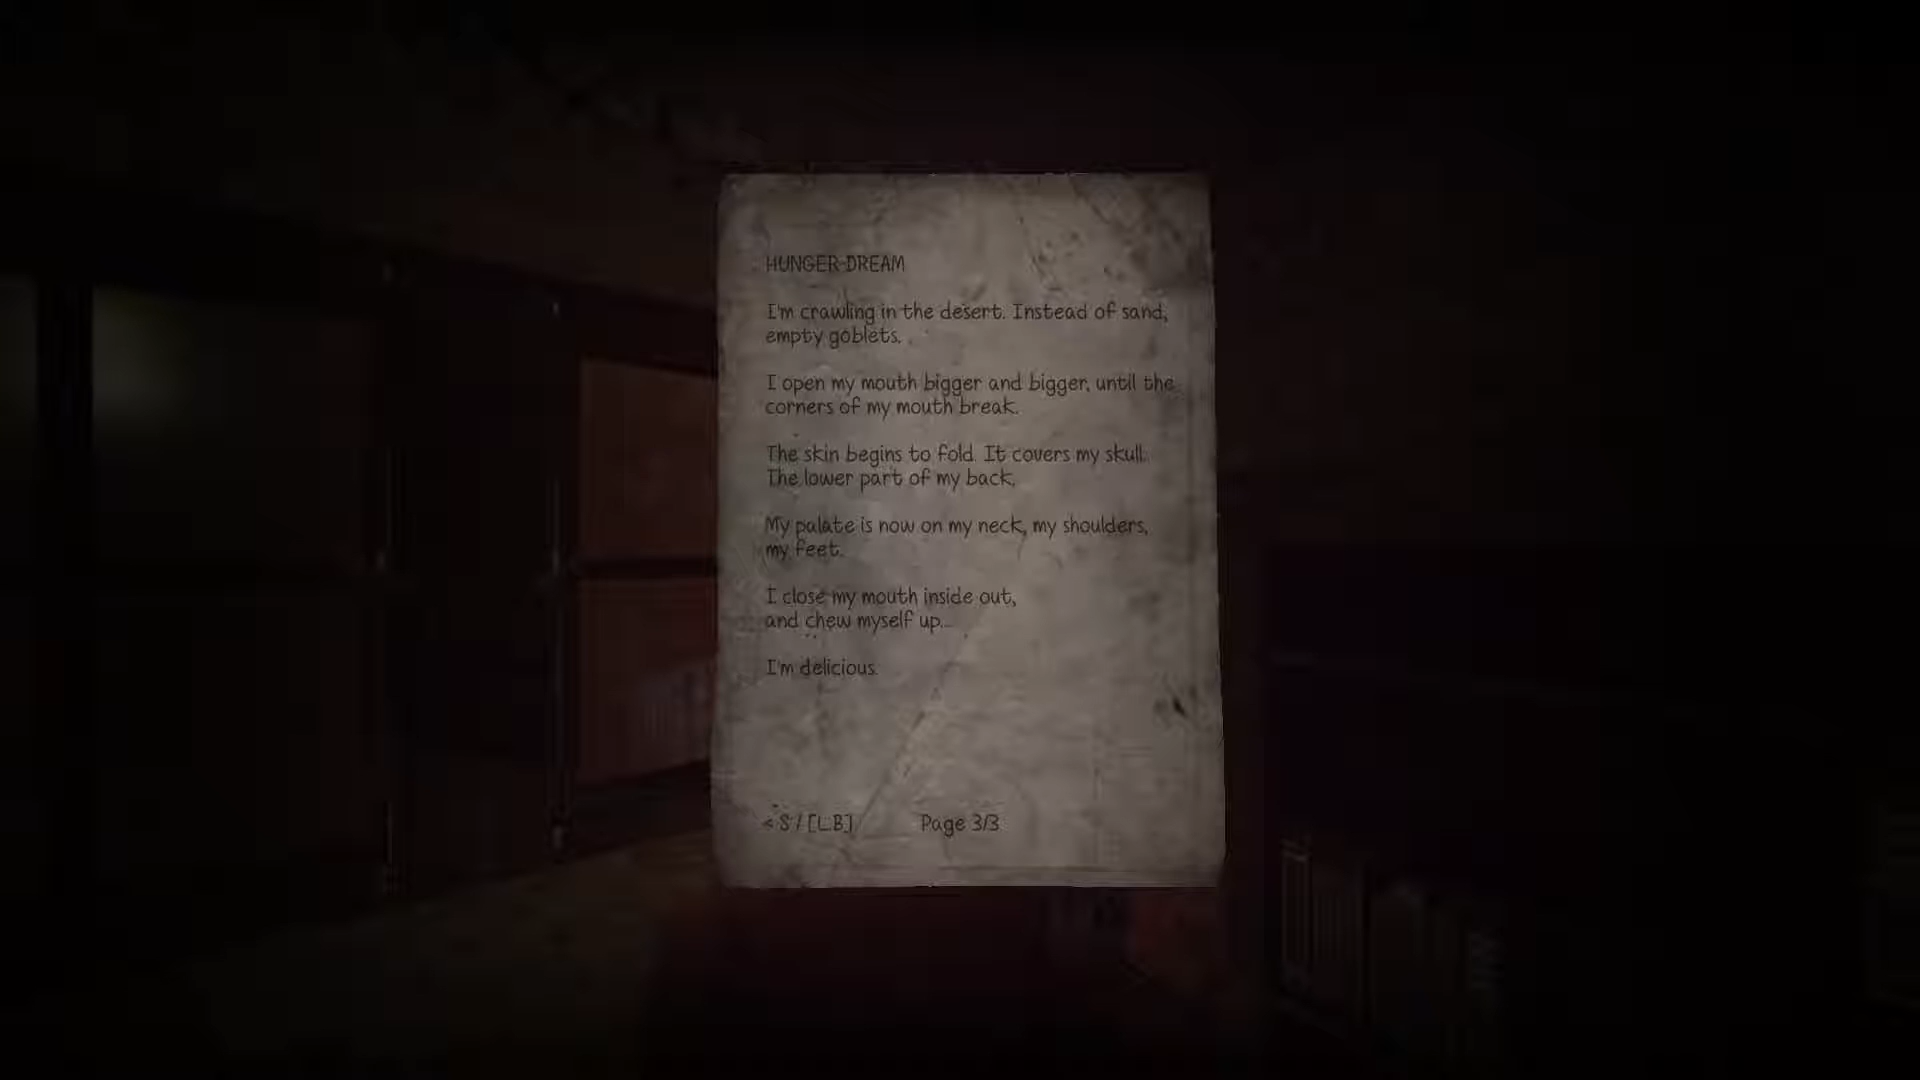 HUNGER-DREAM
I'm crawling in the desert. Instead of sand,
empty goblets.
I open my mouth bigger and bigger, until the
corners of my mouth break.
The skin begins to fold. It covers my skull.
The lower part of my back.
My palate is now on my neck, my shoulders,
my feet.
I close my mouth inside out,
and chew myself up...
I'm delicious.
< S / [LB] Page 3/3